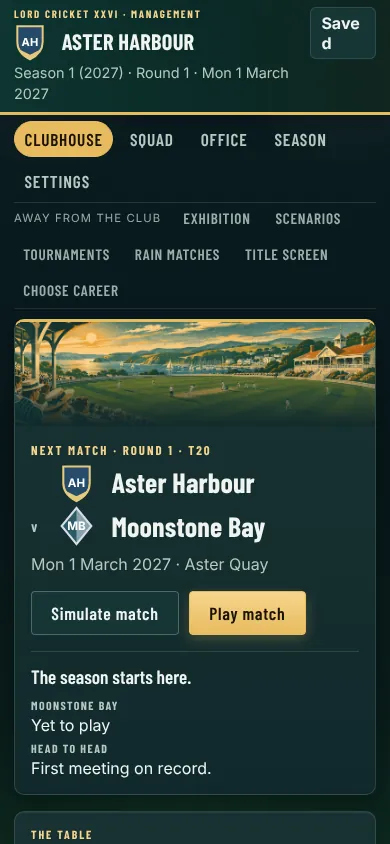 LORD CRICKET XXVI · MANAGEMENT
AH ASTER HARBOUR
Season 1 (2027) · Round 1 · Mon 1 March
2027
Save
d
CLUBHOUSE SQUAD OFFICE SEASON
SETTINGS
AWAY FROM THE CLUB EXHIBITION SCENARIOS
TOURNAMENTS RAIN MATCHES TITLE SCREEN
CHOOSE CAREER
NEXT MATCH · ROUND 1 · T20
AH Aster Harbour
V MB Moonstone Bay
Mon 1 March 2027 · Aster Quay
Simulate match Play match
The season starts here.
MOONSTONE BAY
Yet to play
HEAD TO HEAD
First meeting on record.
THE TABLE